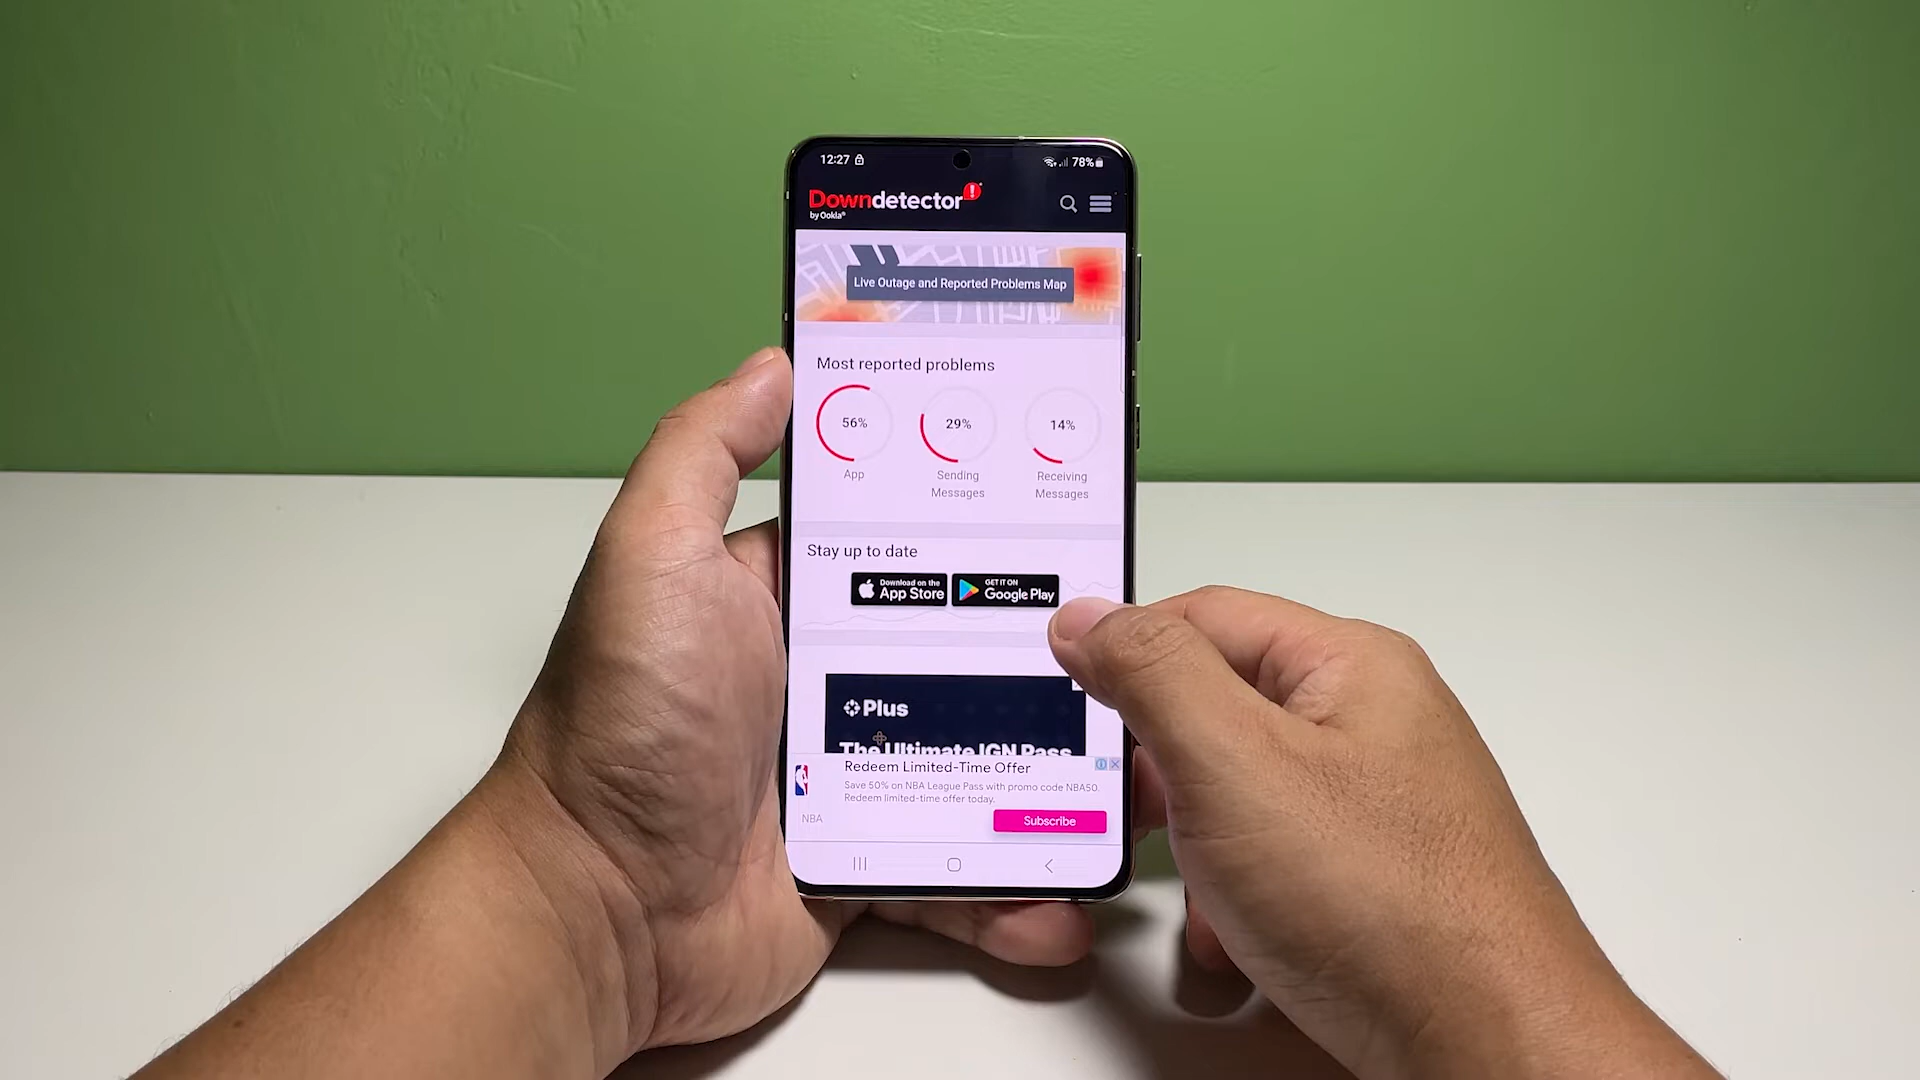 12:27
78%
Downdetector
by Ookla®
Live Outage and Reported Problems Map
Most reported problems
56%
29%
14%
App
Sending
Messages
Receiving
Messages
Stay up to date
Download on the
App Store
GET IT ON
Google Play
Plus
The Ultimate IGN Pass
Redeem Limited-Time Offer
Save 50% on NBA League Pass with promo code NBA50.
Redeem limited-time offer today.
NBA
Subscribe